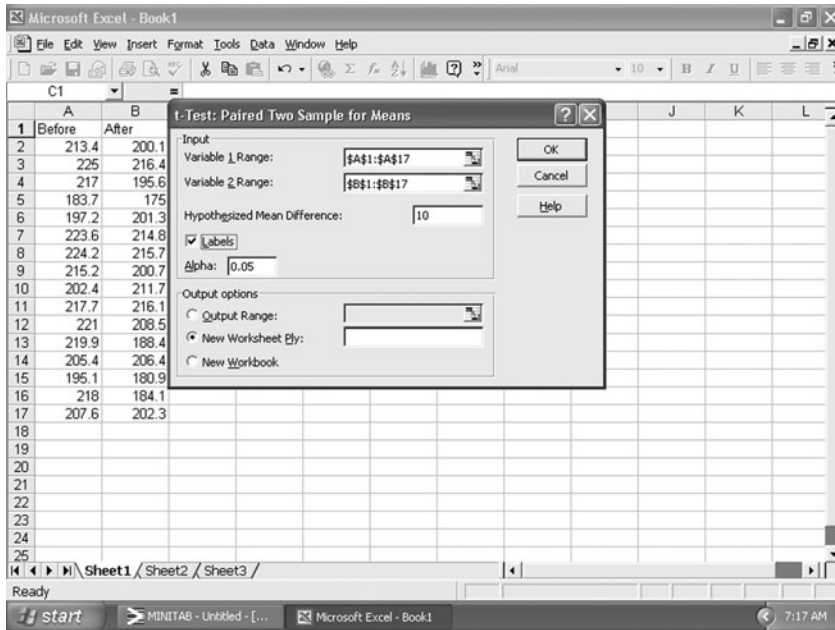 Microsoft Excel - Book1
File Edit View Insert Format Tools Data Window Help
Arial 10 B I U
C1 =
A B J K L
1 Before After
2 213.4 200.1
3 225 216.4
4 217 195.6
5 183.7 175
6 197.2 201.3
7 223.6 214.8
8 224.2 215.7
9 215.2 200.7
10 202.4 211.7
11 217.7 216.1
12 221 208.5
13 219.9 188.4
14 205.4 206.4
15 195.1 180.9
16 218 184.1
17 207.6 202.3
18
19
20
21
22
23
24
25
t-Test: Paired Two Sample for Means
Input
Variable 1 Range: $A$1:$A$17
Variable 2 Range: $B$1:$B$17
Hypothesized Mean Difference: 10
Labels
Alpha: 0.05
Output options
Output Range:
New Worksheet Ply:
New Workbook
OK
Cancel
Help
Sheet1 / Sheet2 / Sheet3 /
Ready
start MINITAB - Untitled - [... Microsoft Excel - Book1 7:17 AM